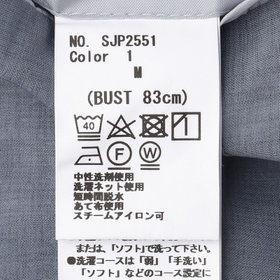 NO. SJP2551
Color 1
M
(BUST 83cm)
40
F W
中性洗剤使用
洗濯ネット使用
短時間脱水
あて布使用
スチームアイロン可
または、「ソフト」で洗って下さい。
●洗濯コースは「弱」「手洗い」
「ソフト」などのコース設定が